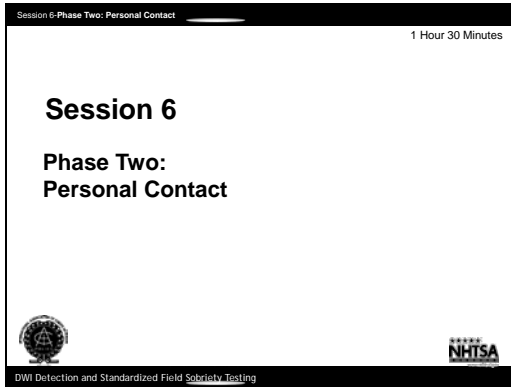 Session 6-Phase Two: Personal Contact
1 Hour 30 Minutes
Session 6
Phase Two:
Personal Contact
NHTSA
DWI Detection and Standardized Field Sobriety Testing